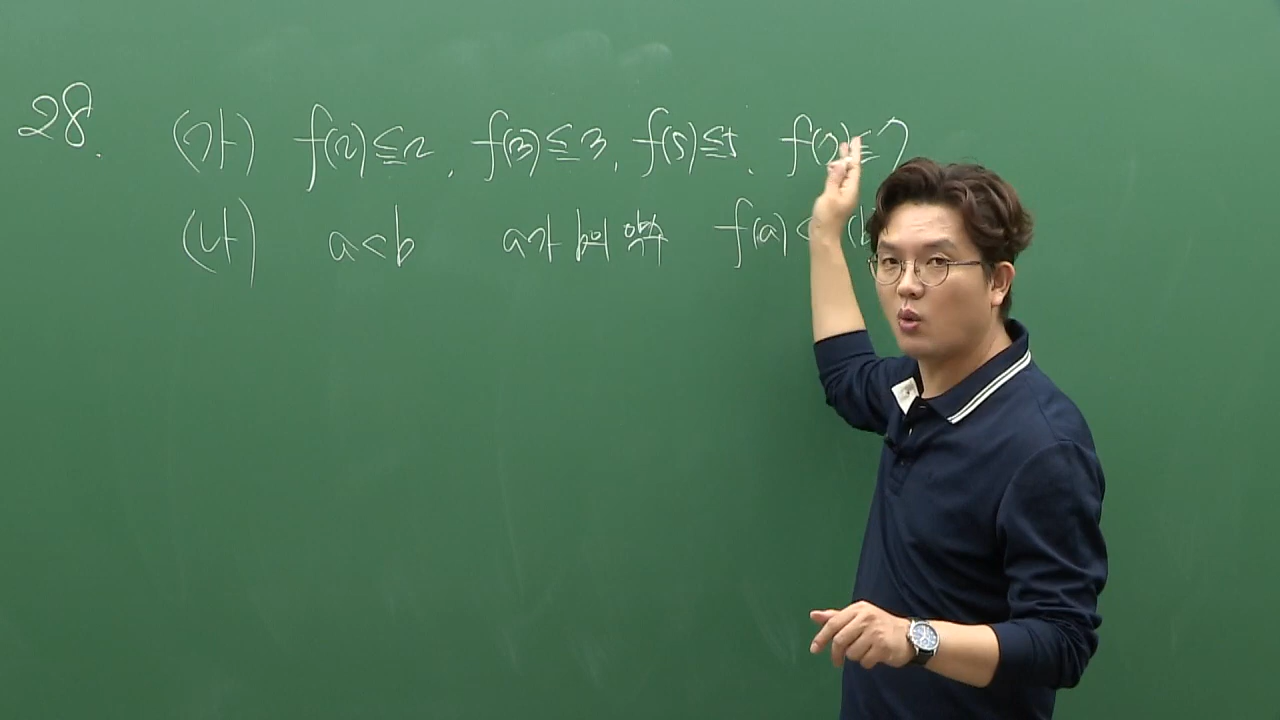 28. (가) f(2)≦2, f(3)≦3, f(5)≦5, f(7)≦7
(나) a<b a가 b의 약수 f(a)< (b